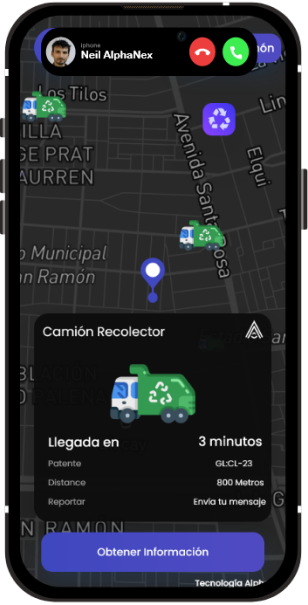 Iphone
Neil AlphaNex
món
Los Tilos
Lin
VILLA
GE PRAT
AURREN
Avenida Santa Rosa
Elqui
o Municipal
an Ramón
Camión Recolector
Llegada en 3 minutos
Patente GL:CL-23
Distance 800 Metros
Reportar Envia tu mensaje
G
N RAMON
Obtener Información
Tecnología Alph